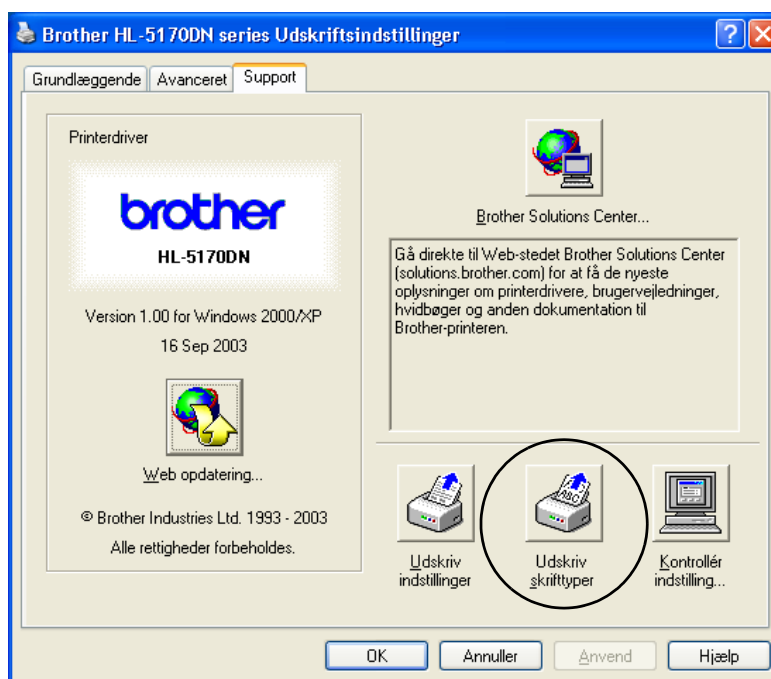 Brother HL-5170DN series Udskriftsindstillinger
Grundlæggende
Avanceret
Support
Printerdriver
brother
HL-5170DN
Version 1.00 for Windows 2000/XP
16 Sep 2003
Web opdatering...
© Brother Industries Ltd. 1993 - 2003
Alle rettigheder forbeholdes.
Brother Solutions Center...
Gå direkte til Web-stedet Brother Solutions Center
(solutions.brother.com) for at få de nyeste
oplysninger om printerdrivere, brugervejledninger,
hvidbøger og anden dokumentation til
Brother-printeren.
Udskriv
indstillinger
ABC
Udskriv
skrifttyper
Kontrollér
indstilling...
OK
Annuller
Anvend
Hjælp